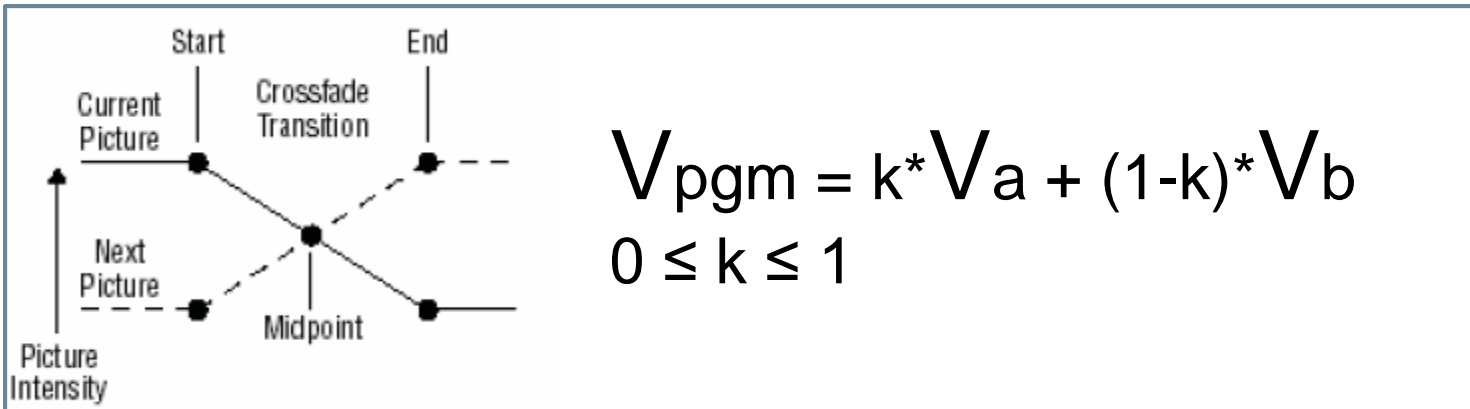 Start
End
Current
Picture
Crossfade
Transition
Next
Picture
Midpoint
Picture
Intensity
Vpgm = k*Va + (1-k)*Vb
0 ≤ k ≤ 1